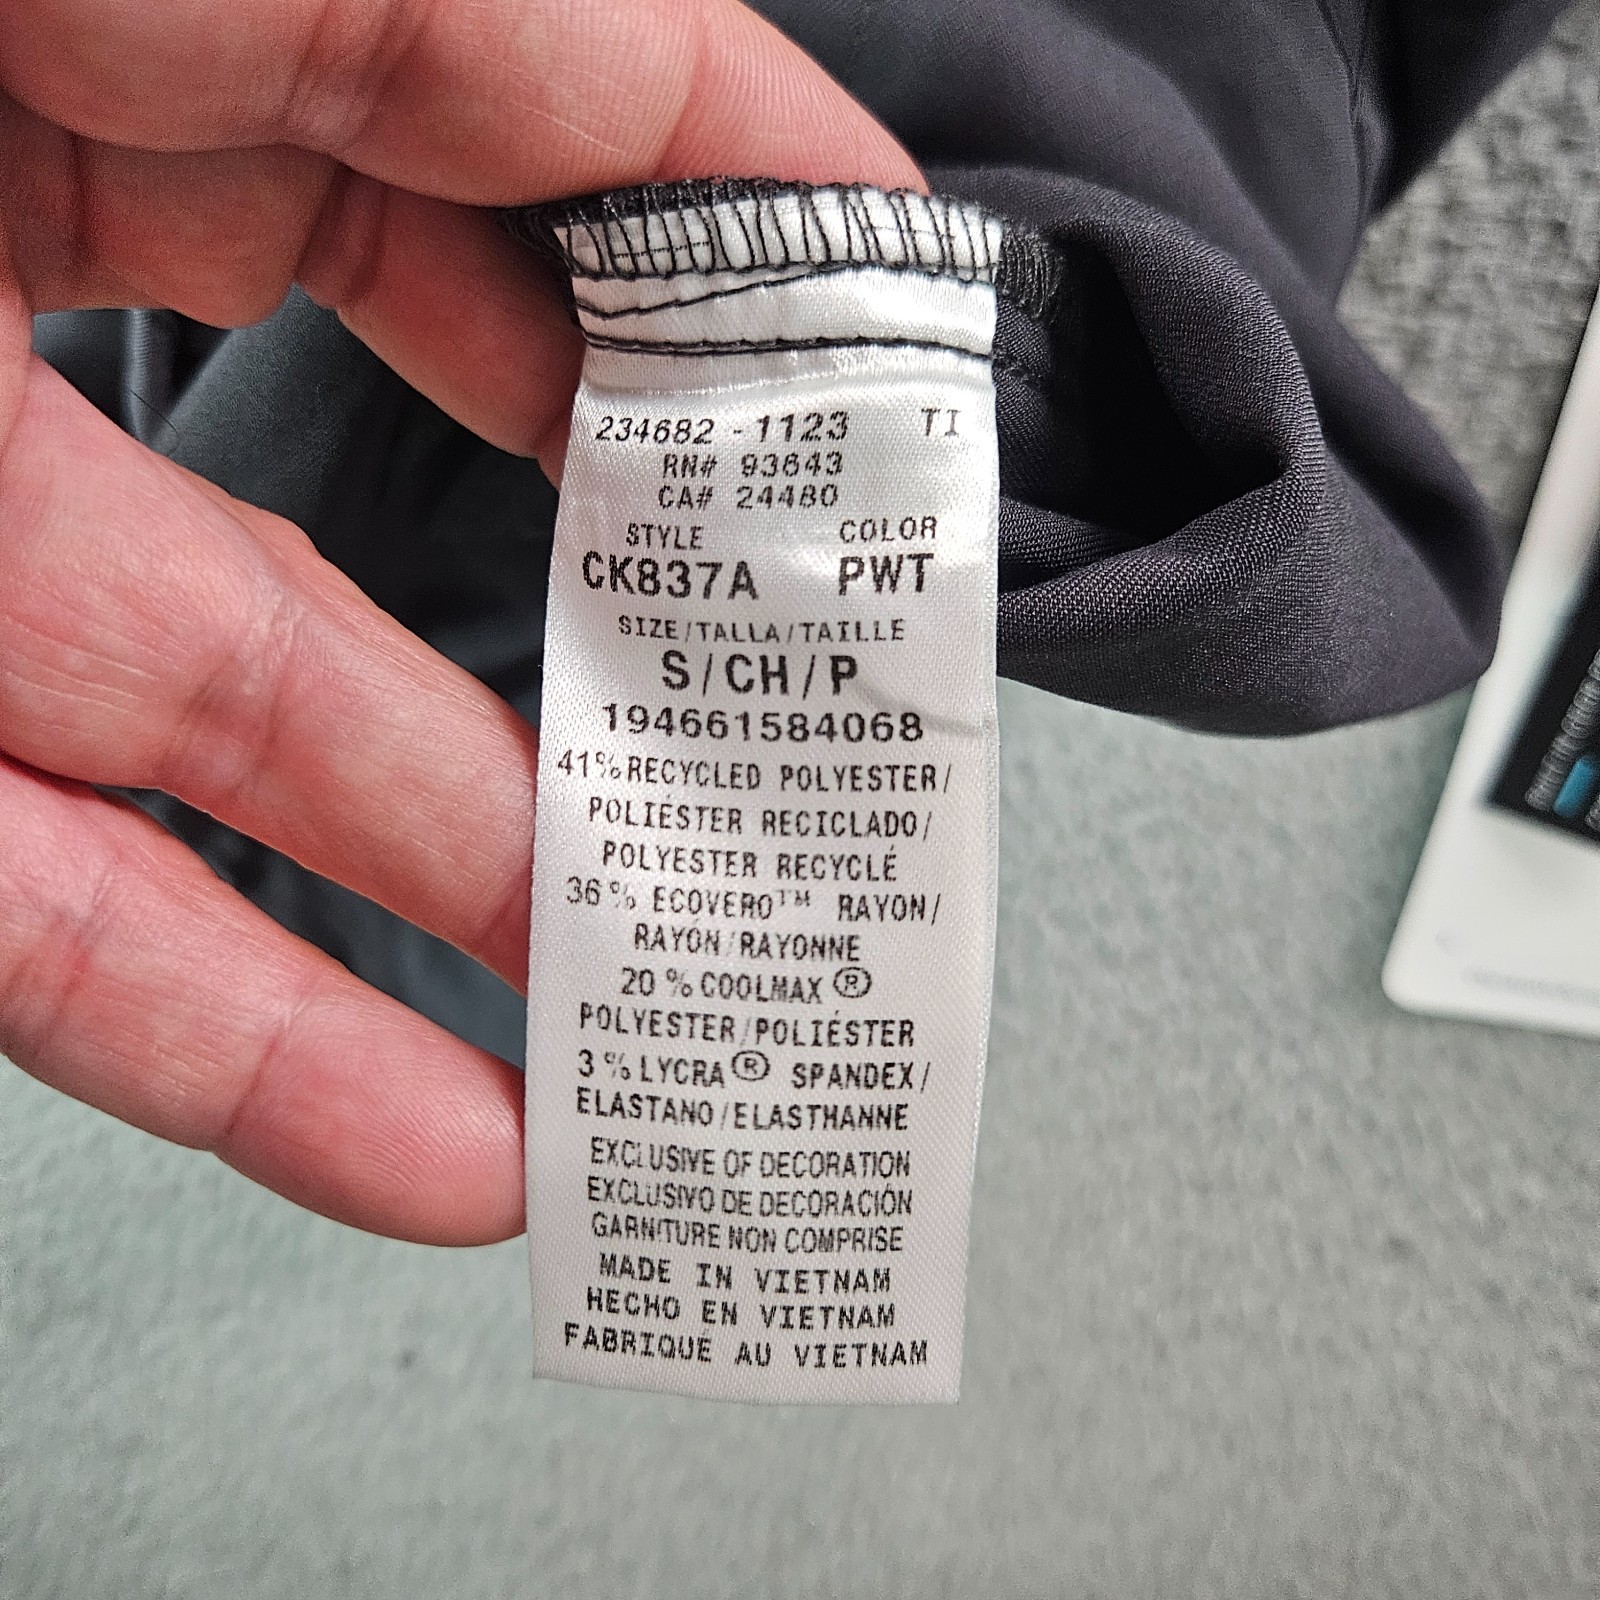 234682 - 1123 TI
RN# 93643
CA# 24480
STYLE COLOR
CK837A PWT
SIZE/TALLA/TAILLE
S/CH/P
194661584068
41% RECYCLED POLYESTER/
POLIÉSTER RECICLADO/
POLYESTER RECYCLÉ
36% ECOVERO™ RAYON/
RAYÓN/RAYONNE
20% COOLMAX®
POLYESTER/POLIÉSTER
3% LYCRA® SPANDEX/
ELASTANO/ELASTHANNE
EXCLUSIVE OF DECORATION
EXCLUSIVO DE DECORACIÓN
GARNITURE NON COMPRISE
MADE IN VIETNAM
HECHO EN VIETNAM
FABRIQUE AU VIETNAM